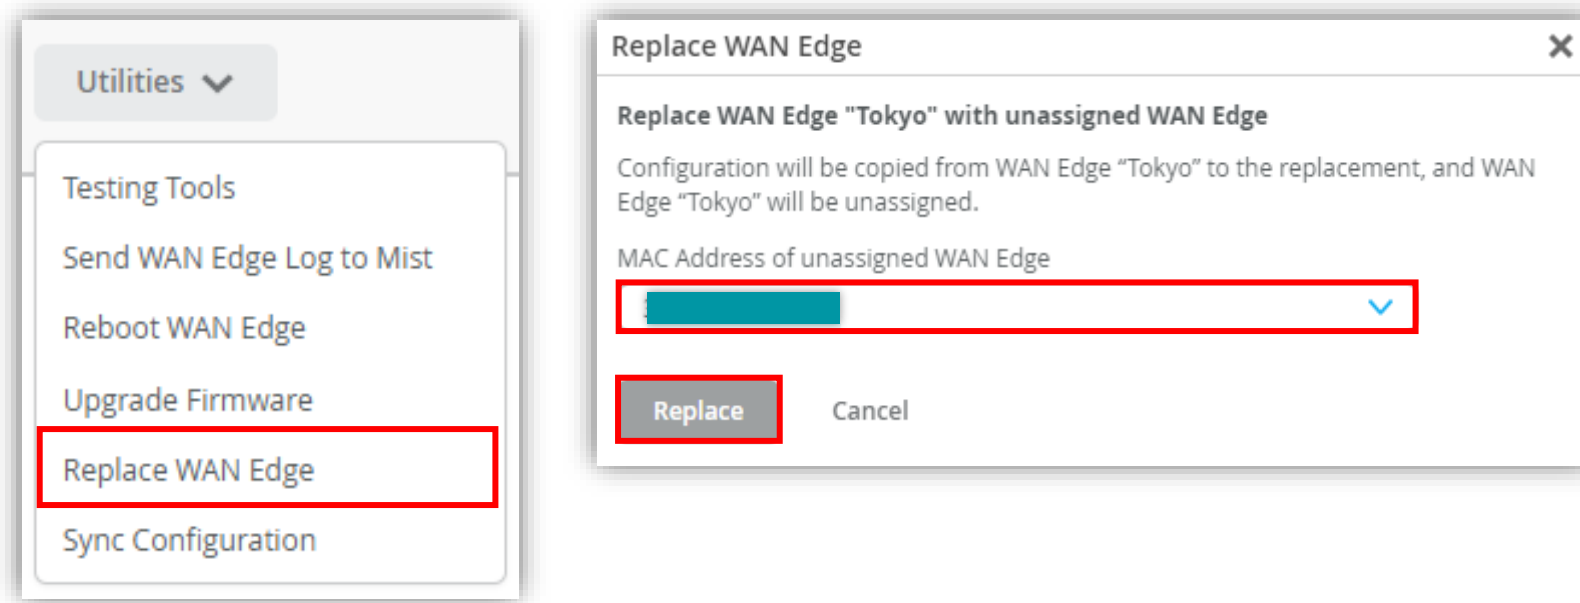 Utilities
Testing Tools
Send WAN Edge Log to Mist
Reboot WAN Edge
Upgrade Firmware
Replace WAN Edge
Sync Configuration
Replace WAN Edge
Replace WAN Edge "Tokyo" with unassigned WAN Edge
Configuration will be copied from WAN Edge “Tokyo” to the replacement, and WAN
Edge “Tokyo” will be unassigned.
MAC Address of unassigned WAN Edge
Replace
Cancel